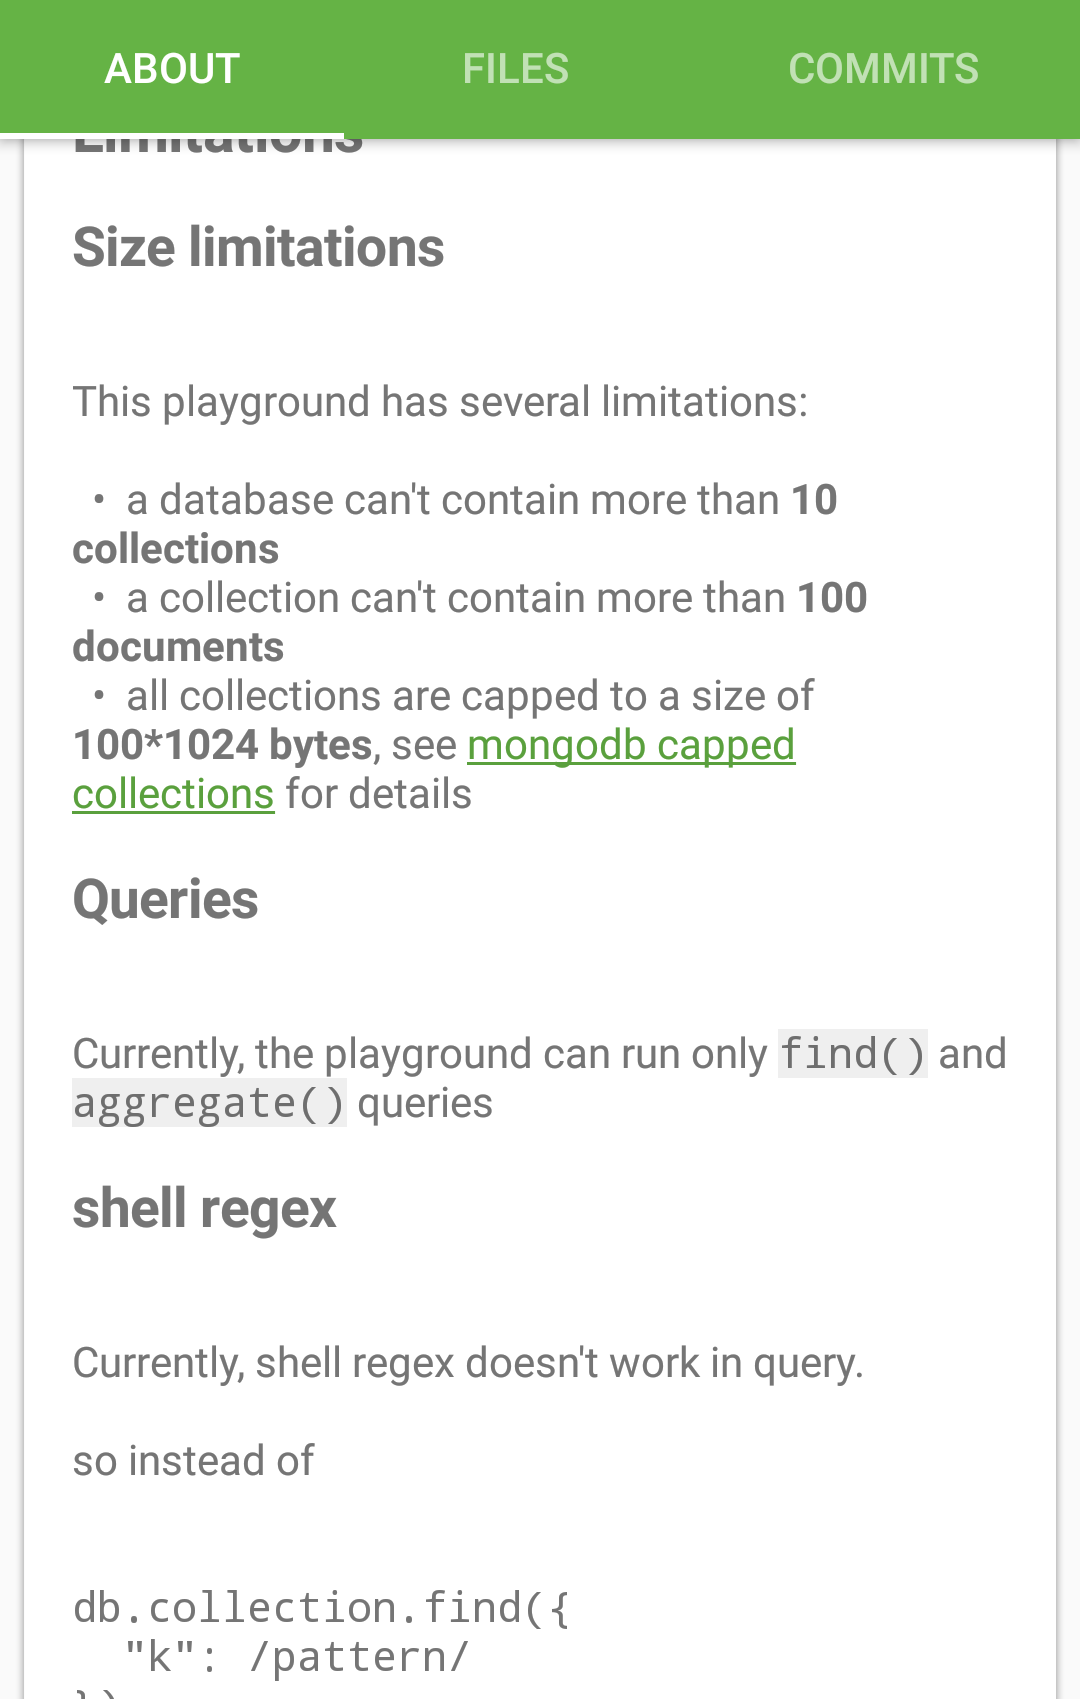 ABOUT FILES COMMITS
Limitations
Size limitations
This playground has several limitations:
• a database can't contain more than 10
collections
• a collection can't contain more than 100
documents
• all collections are capped to a size of
100*1024 bytes, see mongodb capped
collections for details
Queries
Currently, the playground can run only find() and
aggregate() queries
shell regex
Currently, shell regex doesn't work in query.
so instead of
db.collection.find({
  "k": /pattern/
})